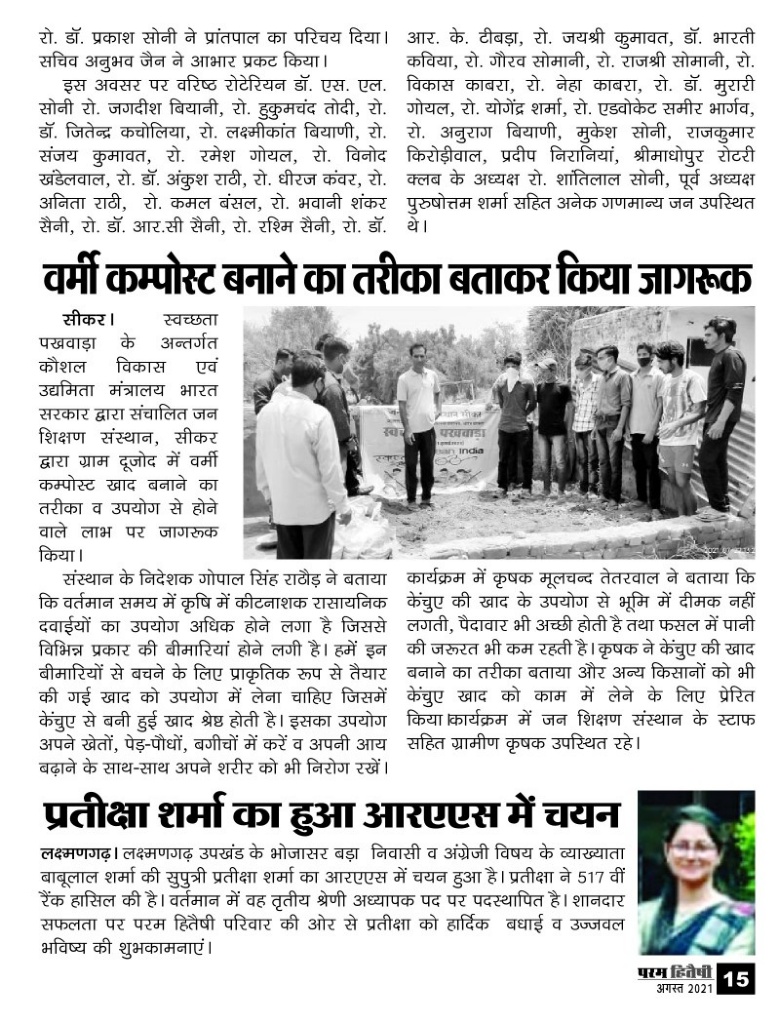 रो. डॉ. प्रकाश सोनी ने प्रांतपाल का परिचय दिया।
सचिव अनुभव जैन ने आभार प्रकट किया।
इस अवसर पर वरिष्ठ रोटेरियन डॉ. एस. एल.
सोनी रो. जगदीश बियानी, रो. हुकुमचंद तोदी, रो.
डॉ. जितेन्द्र कचोलिया, रो. लक्ष्मीकांत बियाणी, रो.
संजय कुमावत, रो. रमेश गोयल, रो. विनोद
खंडेलवाल, रो. डॉ. अंकुश राठी, रो. धीरज कंवर, रो.
अनिता राठी, रो. कमल बंसल, रो. भवानी शंकर
सैनी, रो. डॉ. आर.सी सैनी, रो. रश्मि सैनी, रो. डॉ.
आर. के. टीबड़ा, रो. जयश्री कुमावत, डॉ. भारती
कविया, रो. गौरव सोमानी, रो. राजश्री सोमानी, रो.
विकास काबरा, रो. नेहा काबरा, रो. डॉ. मुरारी
गोयल, रो. योगेंद्र शर्मा, रो. एडवोकेट समीर भार्गव,
रो. अनुराग बियाणी, मुकेश सोनी, राजकुमार
किरोड़ीवाल, प्रदीप निरानियां, श्रीमाधोपुर रोटरी
क्लब के अध्यक्ष रो. शांतिलाल सोनी, पूर्व अध्यक्ष
पुरुषोत्तम शर्मा सहित अनेक गणमान्य जन उपस्थित
थे।
वर्मी कम्पोस्ट बनाने का तरीका बताकर किया जागरूक
सीकर। स्वच्छता
पखवाड़ा के अन्तर्गत
कौशल विकास एवं
उद्यमिता मंत्रालय भारत
सरकार द्वारा संचालित जन
शिक्षण संस्थान, सीकर
द्वारा ग्राम दूजोद में वर्मी
कम्पोस्ट खाद बनाने का
तरीका व उपयोग से होने
वाले लाभ पर जागरूक
किया।
पखवाड़ा
India
संस्थान के निदेशक गोपाल सिंह राठौड़ ने बताया
कि वर्तमान समय में कृषि में कीटनाशक रासायनिक
दवाईयों का उपयोग अधिक होने लगा है जिससे
विभिन्न प्रकार की बीमारियां होने लगी है। हमें इन
बीमारियों से बचने के लिए प्राकृतिक रूप से तैयार
की गई खाद को उपयोग में लेना चाहिए जिसमें
केंचुए से बनी हुई खाद श्रेष्ठ होती है। इसका उपयोग
अपने खेतों, पेड़-पौधों, बगीचों में करें व अपनी आय
बढ़ाने के साथ-साथ अपने शरीर को भी निरोग रखें।
कार्यक्रम में कृषक मूलचन्द तेतरवाल ने बताया कि
केंचुए की खाद के उपयोग से भूमि में दीमक नहीं
लगती, पैदावार भी अच्छी होती है तथा फसल में पानी
की जरूरत भी कम रहती है। कृषक ने केंचुए की खाद
बनाने का तरीका बताया और अन्य किसानों को भी
केंचुए खाद को काम में लेने के लिए प्रेरित
किया।कार्यक्रम में जन शिक्षण संस्थान के स्टाफ
सहित ग्रामीण कृषक उपस्थित रहे।
प्रतीक्षा शर्मा का हुआ आरएएस में चयन
लक्ष्मणगढ़। लक्ष्मणगढ़ उपखंड के भोजासर बड़ा निवासी व अंग्रेजी विषय के व्याख्याता
बाबूलाल शर्मा की सुपुत्री प्रतीक्षा शर्मा का आरएएस में चयन हुआ है। प्रतीक्षा ने 517 वीं
रैंक हासिल की है। वर्तमान में वह तृतीय श्रेणी अध्यापक पद पर पदस्थापित है। शानदार
सफलता पर परम हितैषी परिवार की ओर से प्रतीक्षा को हार्दिक बधाई व उज्जवल
भविष्य की शुभकामनाएं।
परम हितैषी
अगस्त 2021
15